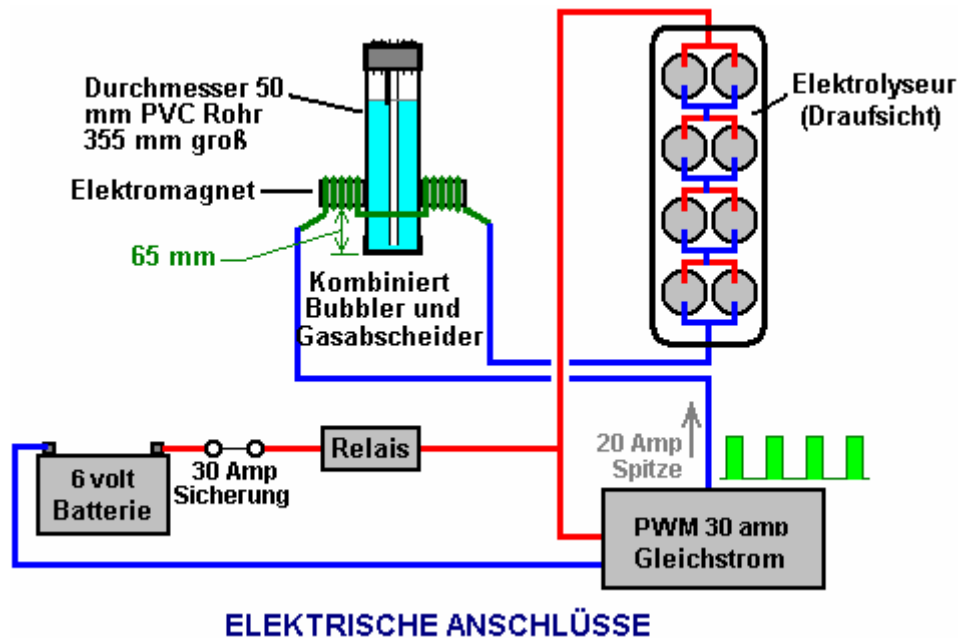 Durchmesser 50
mm PVC Rohr
355 mm groß
Elektromagnet
65 mm
Kombiniert
Bubbler und
Gasabscheider
Elektrolyseur
(Draufsicht)
6 volt
Batterie
30 Amp
Sicherung
Relais
20 Amp
Spitze
PWM 30 amp
Gleichstrom
ELEKTRISCHE ANSCHLÜSSE